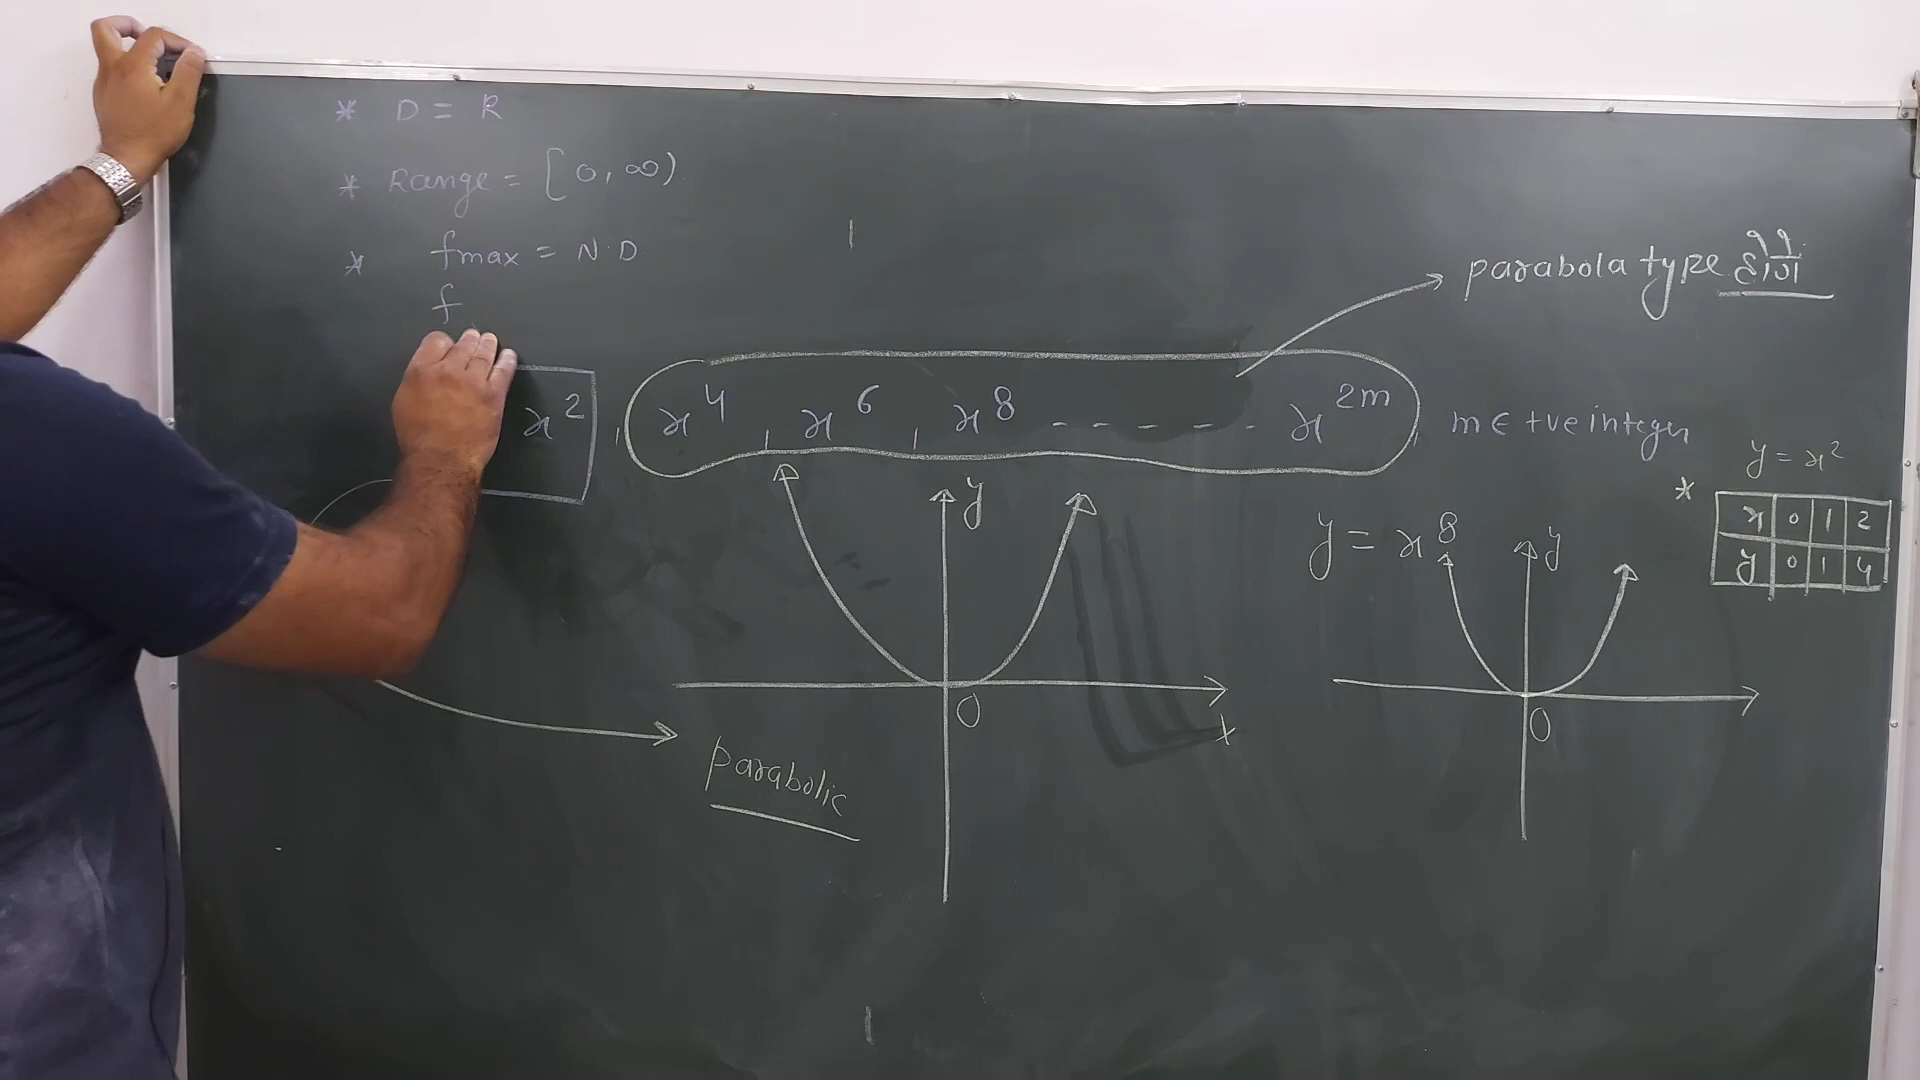 * D = R
* Range = [0, ∞)
* fmax = N.D
f
parabola type
x² , x⁴ , x⁶ , x⁸ - - - - - x²ᵐ , m ∈ +ve integer
y = x²
* x 0 1 2
y 0 1 4
y
O
x
parabolic
y = x⁸
y
O